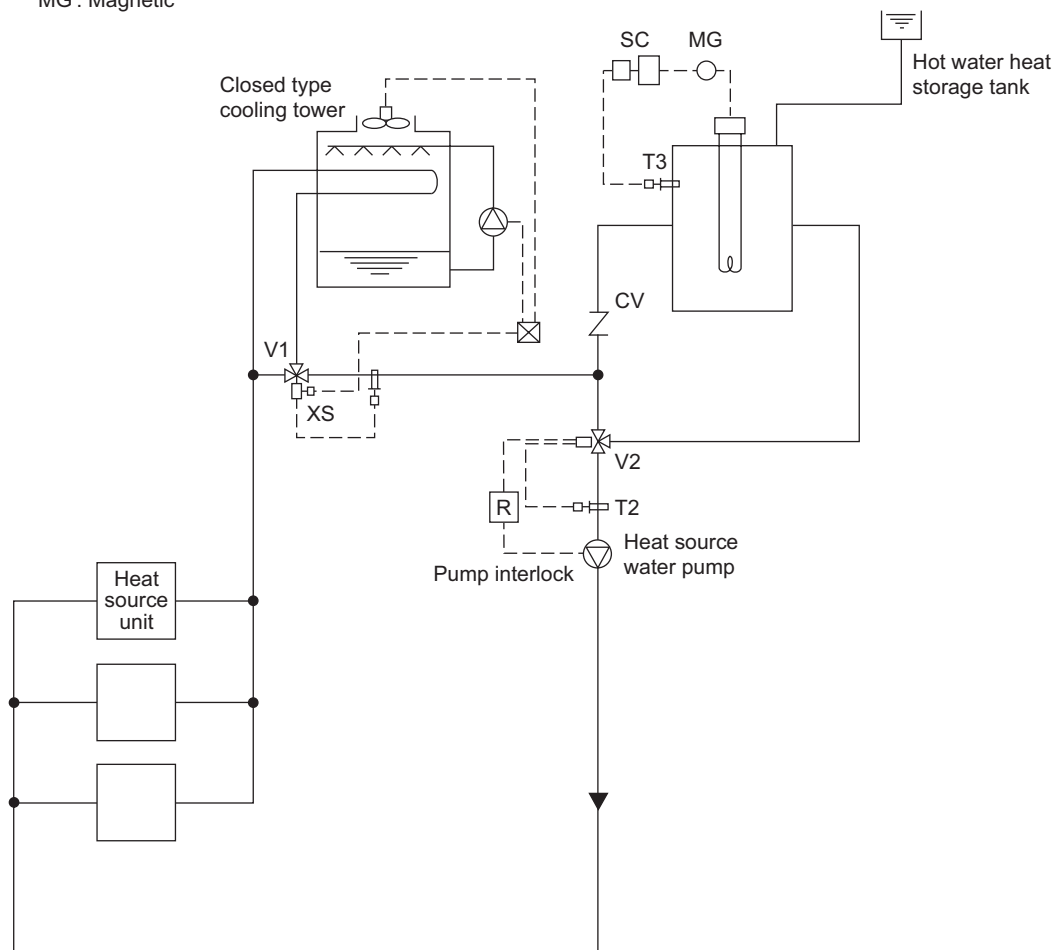 MG : Magnetic
SC
MG
Hot water heat
storage tank
Closed type
cooling tower
T3
CV
V1
XS
V2
R
T2
Heat source
water pump
Pump interlock
Heat
source
unit